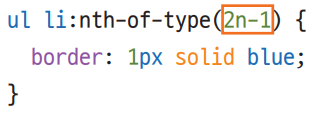 ul li:nth-of-type(2n-1) {
border: 1px solid blue;
}